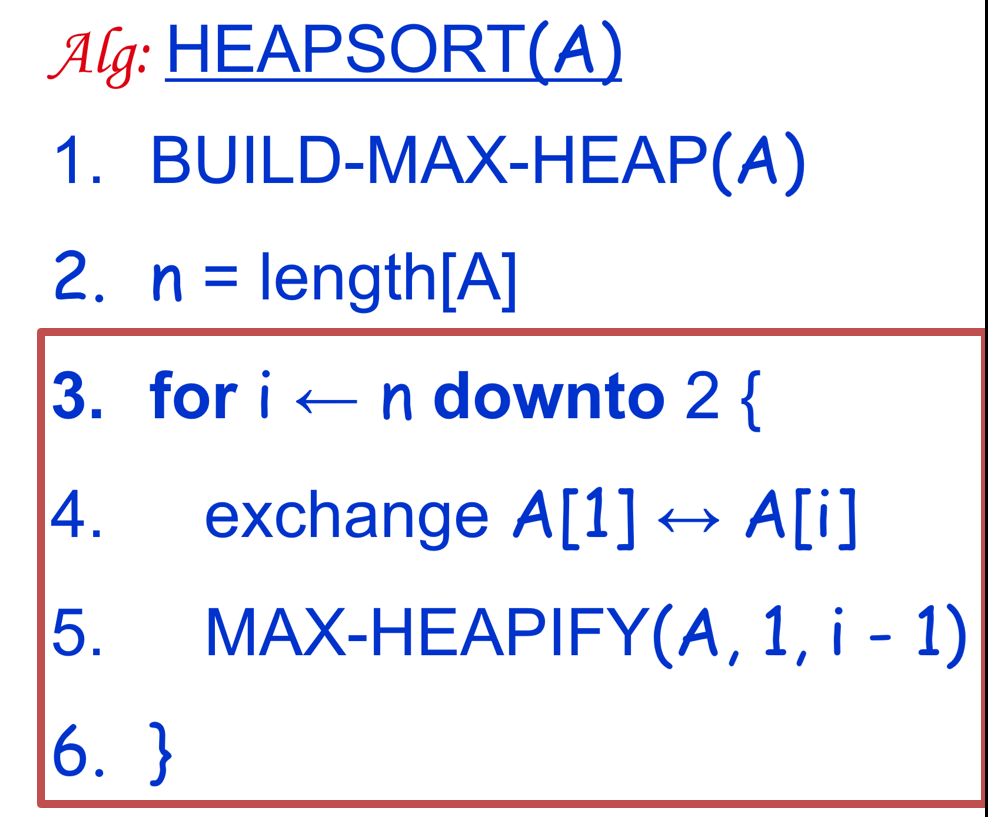 Alg: HEAPSORT(A)
1. BUILD-MAX-HEAP(A)
2. n = length[A]
3. for i ← n downto 2 {
4. exchange A[1] ↔ A[i]
5. MAX-HEAPIFY(A, 1, i - 1)
6. }